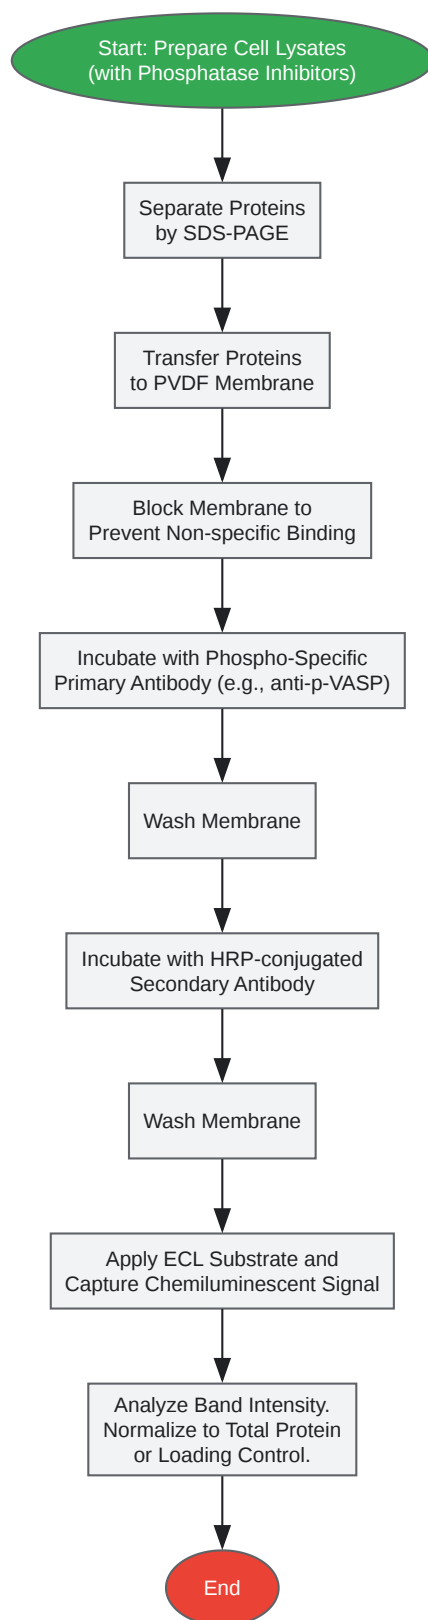 Start: Prepare Cell Lysates
(with Phosphatase Inhibitors)
Separate Proteins
by SDS-PAGE
Transfer Proteins
to PVDF Membrane
Block Membrane to
Prevent Non-specific Binding
Incubate with Phospho-Specific
Primary Antibody (e.g., anti-p-VASP)
Wash Membrane
Incubate with HRP-conjugated
Secondary Antibody
Wash Membrane
Apply ECL Substrate and
Capture Chemiluminescent Signal
Analyze Band Intensity.
Normalize to Total Protein
or Loading Control.
End